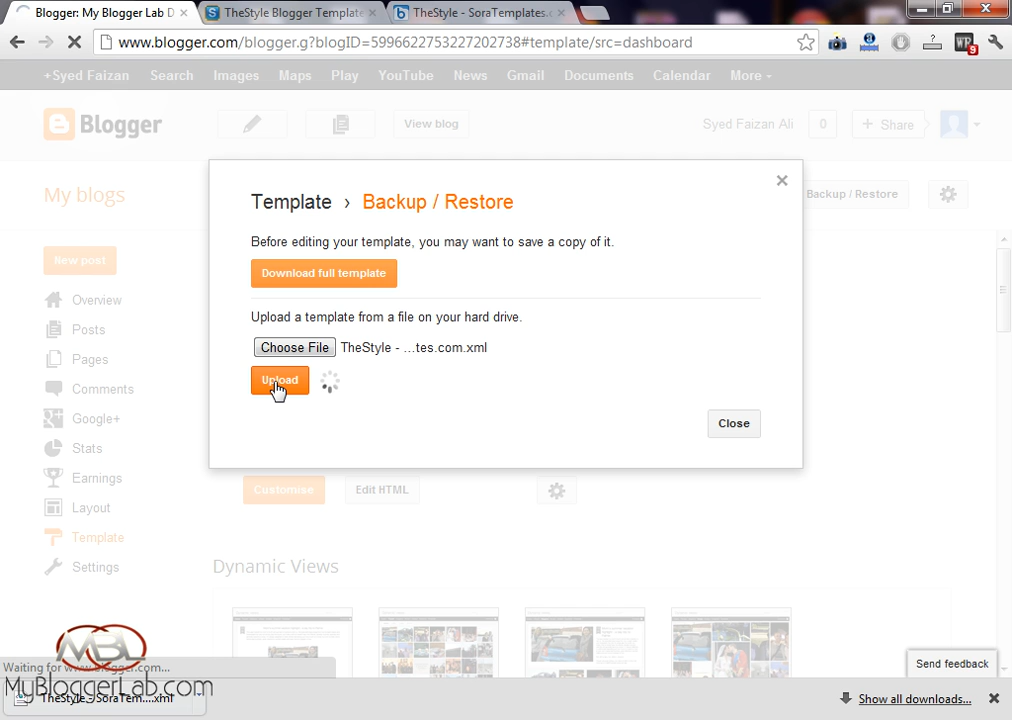 Blogger: My Blogger Lab D
TheStyle Blogger Template
TheStyle - SoraTemplates.c
www.blogger.com/blogger.g?blogID=5996622753227202738#template/src=dashboard
9
+Syed Faizan Search Images Maps Play YouTube News Gmail Documents Calendar More
Blogger
View blog
Syed Faizan Ali 0 + Share
My blogs
Backup / Restore
Template › Backup / Restore
Before editing your template, you may want to save a copy of it.
Download full template
Upload a template from a file on your hard drive.
Choose File TheStyle - ...tes.com.xml
Upload
Close
New post
Overview
Posts
Pages
Comments
Google+
Stats
Earnings
Layout
Template
Settings
Customise Edit HTML
Dynamic Views
MBL
Send feedback
Waiting for www.blogger.com...
MyBloggerLab.com
TheStyle - SoraTem....xml
Show all downloads...